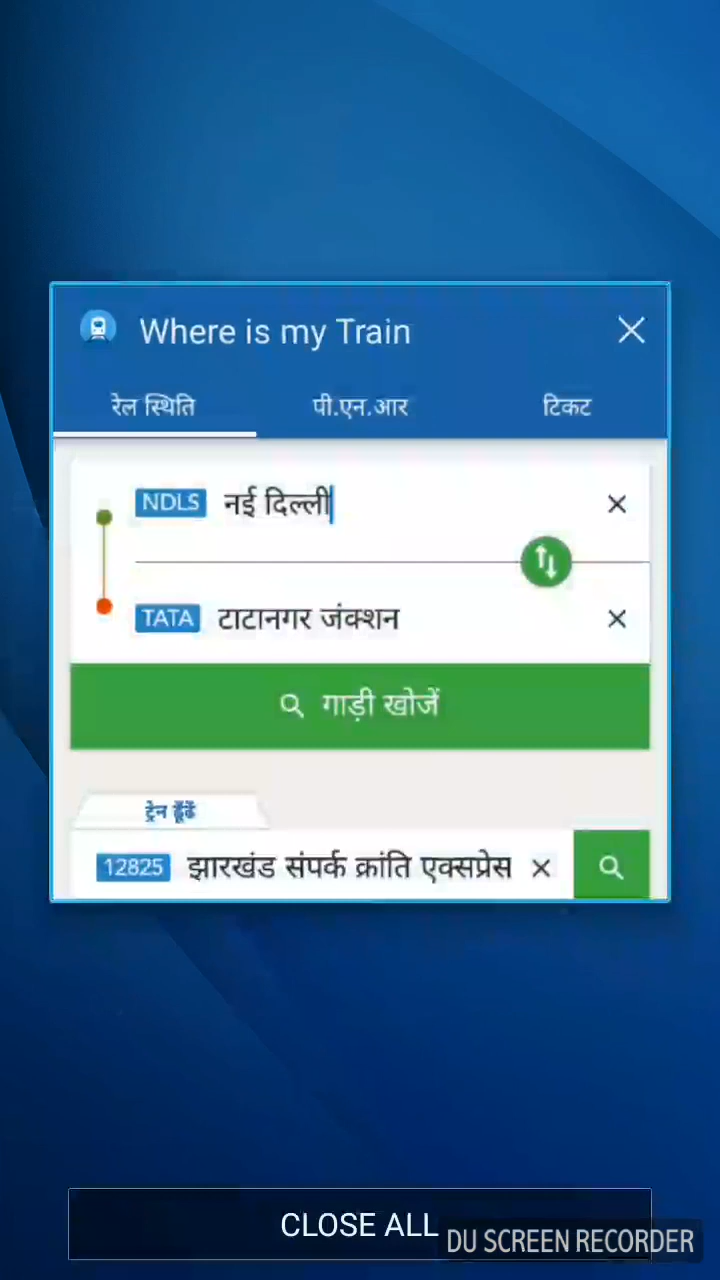 Where is my Train
रेल स्थिति पी.एन.आर टिकट
NDLS नई दिल्ली
TATA टाटानगर जंक्शन
गाड़ी खोजें
ट्रेन ढूँढें
12825 झारखंड संपर्क क्रांति एक्सप्रेस
CLOSE ALL
DU SCREEN RECORDER